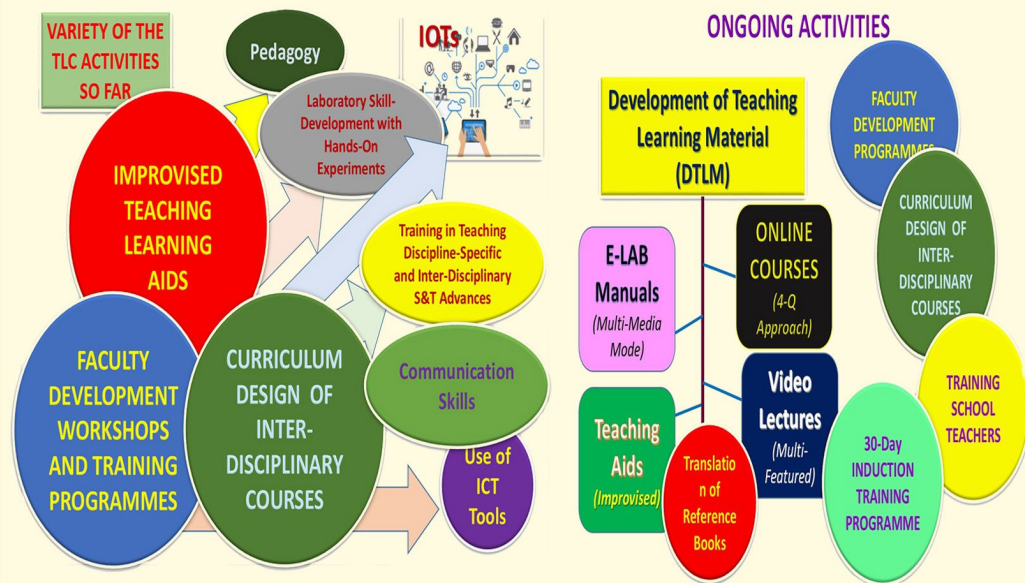 VARIETY OF THE
TLC ACTIVITIES
SO FAR
Pedagogy
IOTs
Laboratory Skill-
Development with
Hands-On
Experiments
IMPROVISED
TEACHING
LEARNING
AIDS
Training in Teaching
Discipline-Specific
and Inter-Disciplinary
S&T Advances
FACULTY
DEVELOPMENT
WORKSHOPS
AND TRAINING
PROGRAMMES
CURRICULUM
DESIGN OF
INTER-
DISCIPLINARY
COURSES
Communication
Skills
Use of
ICT
Tools
ONGOING ACTIVITIES
Development of Teaching
Learning Material
(DTLM)
E-LAB
Manuals
(Multi-Media
Mode)
ONLINE
COURSES
(4-Q
Approach)
Teaching
Aids
(Improvised)
Video
Lectures
(Multi-
Featured)
Translatio
n of
Reference
Books
FACULTY
DEVELOPMENT
PROGRAMMES
CURRICULUM
DESIGN OF
INTER-
DISCIPLINARY
COURSES
TRAINING
SCHOOL
TEACHERS
30-Day
INDUCTION
TRAINING
PROGRAMME